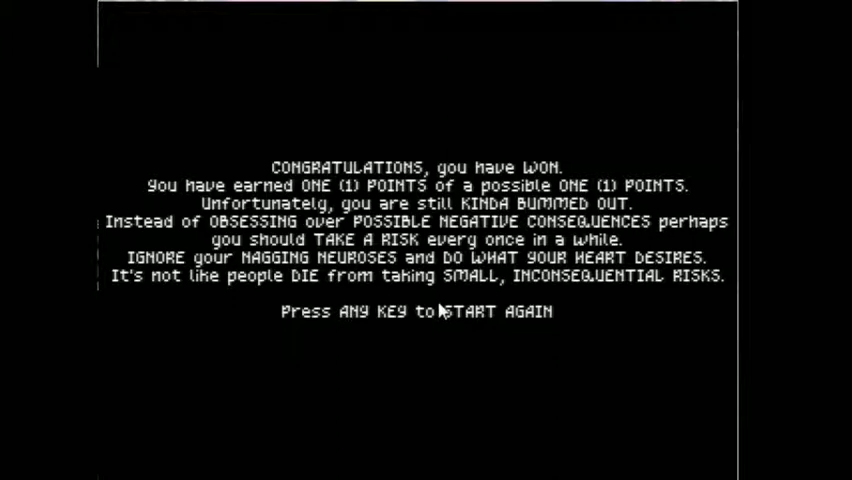 CONGRATULATIONS, you have WON.
You have earned ONE (1) POINTS of a possible ONE (1) POINTS.
Unfortunately, you are still KINDA BUMMED OUT.
Instead of OBSESSING over POSSIBLE NEGATIVE CONSEQUENCES perhaps
you should TAKE A RISK every once in a while.
IGNORE your NAGGING NEUROSES and DO WHAT YOUR HEART DESIRES.
It's not like people DIE from taking SMALL, INCONSEQUENTIAL RISKS.
Press ANY KEY to START AGAIN